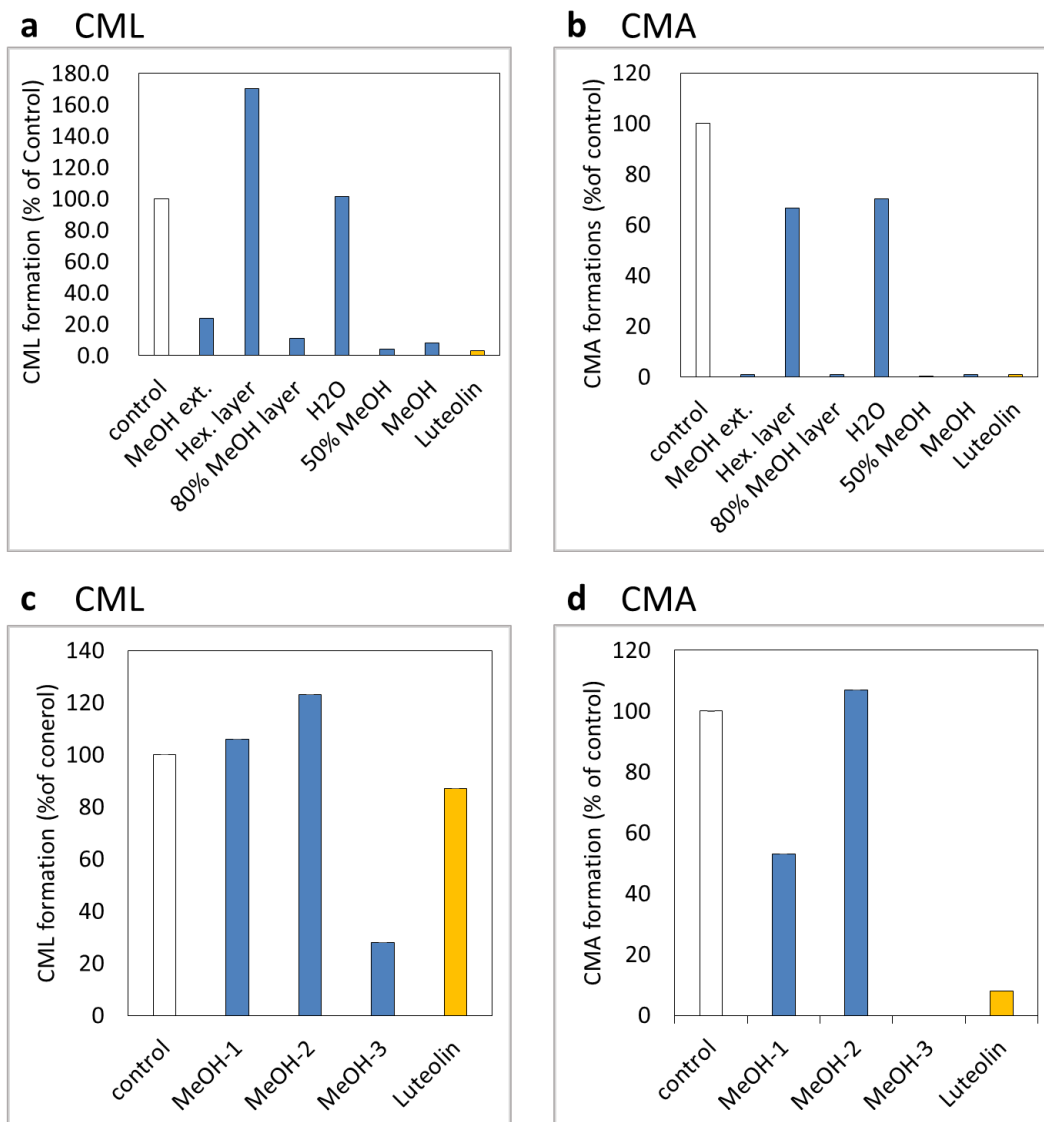 a CML
CML formation (% of Control)
180.0
160.0
140.0
120.0
100.0
80.0
60.0
40.0
20.0
0.0
control
MeOH ext.
Hex. layer
80% MeOH layer
H2O
50% MeOH
MeOH
Luteolin
b CMA
CMA formations (%of control)
120
100
80
60
40
20
0
control
MeOH ext.
Hex. layer
80% MeOH layer
H2O
50% MeOH
MeOH
Luteolin
c CML
CML formation (%of conerol)
140
120
100
80
60
40
20
0
control
MeOH-1
MeOH-2
MeOH-3
Luteolin
d CMA
CMA formation (% of control)
120
100
80
60
40
20
0
control
MeOH-1
MeOH-2
MeOH-3
Luteolin